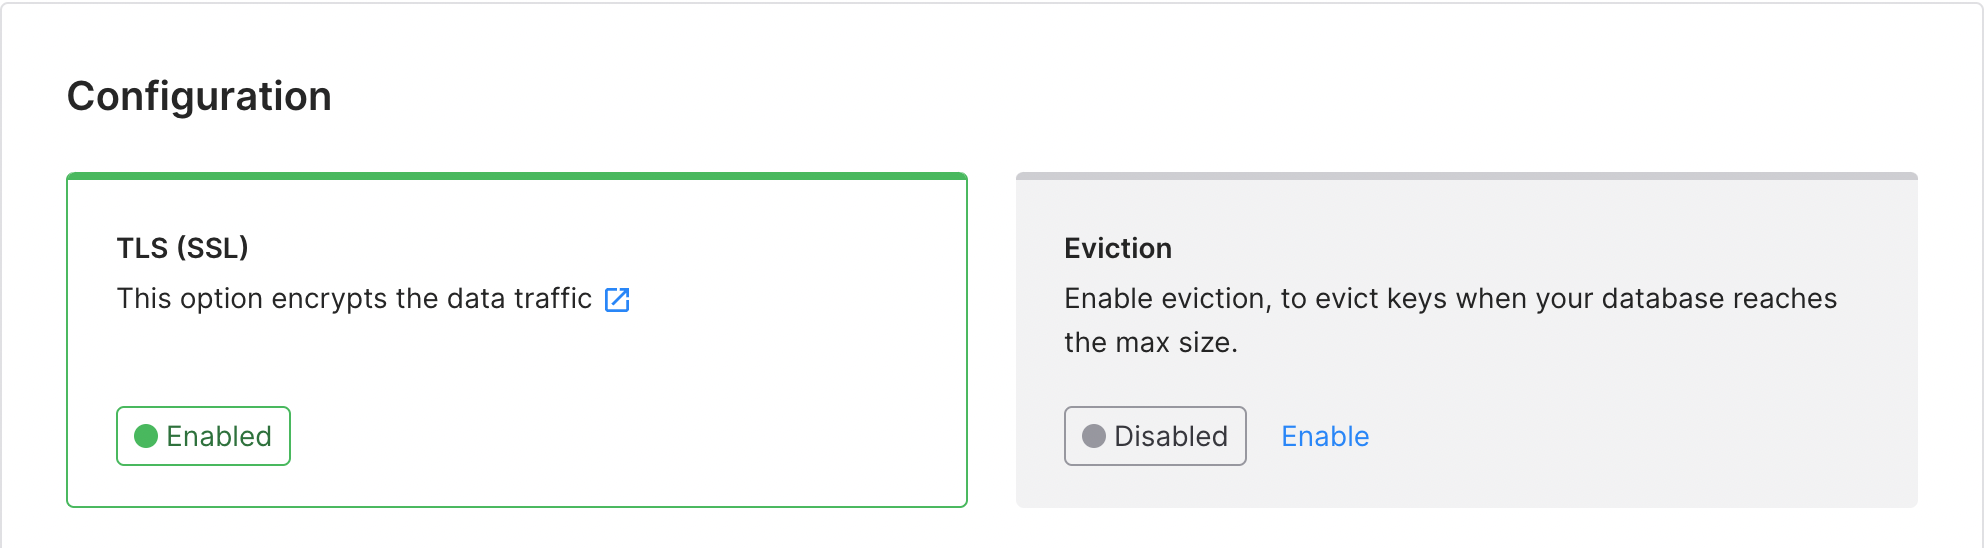 Configuration
TLS (SSL)
This option encrypts the data traffic
Enabled
Eviction
Enable eviction, to evict keys when your database reaches
the max size.
Disabled
Enable